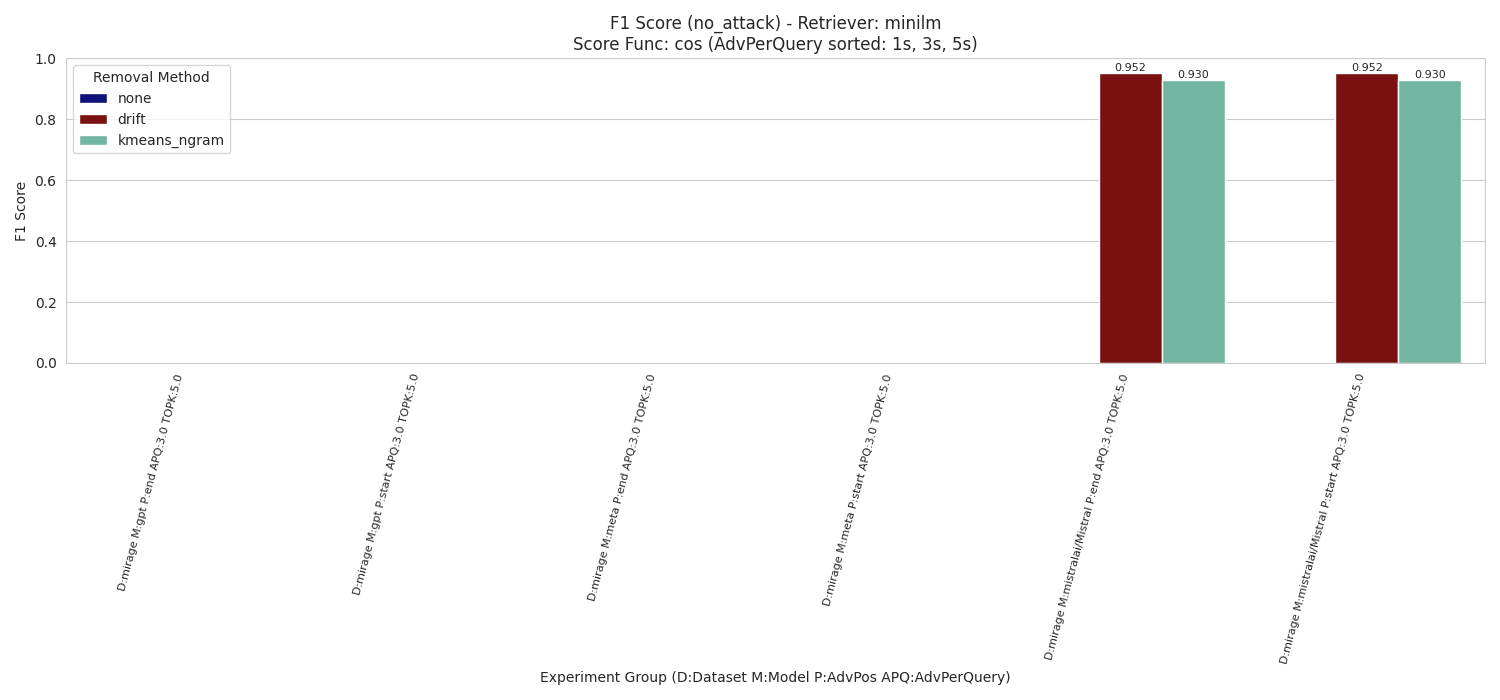 F1 Score (no_attack) - Retriever: minilm
Score Func: cos (AdvPerQuery sorted: 1s, 3s, 5s)
Removal Method
none
drift
kmeans_ngram
F1 Score
1.0
0.8
0.6
0.4
0.2
0.0
0.952
0.930
0.952
0.930
D:mirage M:gpt P:end APQ:3.0 TOPK:5.0
D:mirage M:gpt P:start APQ:3.0 TOPK:5.0
D:mirage M:meta P:end APQ:3.0 TOPK:5.0
D:mirage M:meta P:start APQ:3.0 TOPK:5.0
D:mirage M:mistralai/Mistral P:end APQ:3.0 TOPK:5.0
D:mirage M:mistralai/Mistral P:start APQ:3.0 TOPK:5.0
Experiment Group (D:Dataset M:Model P:AdvPos APQ:AdvPerQuery)